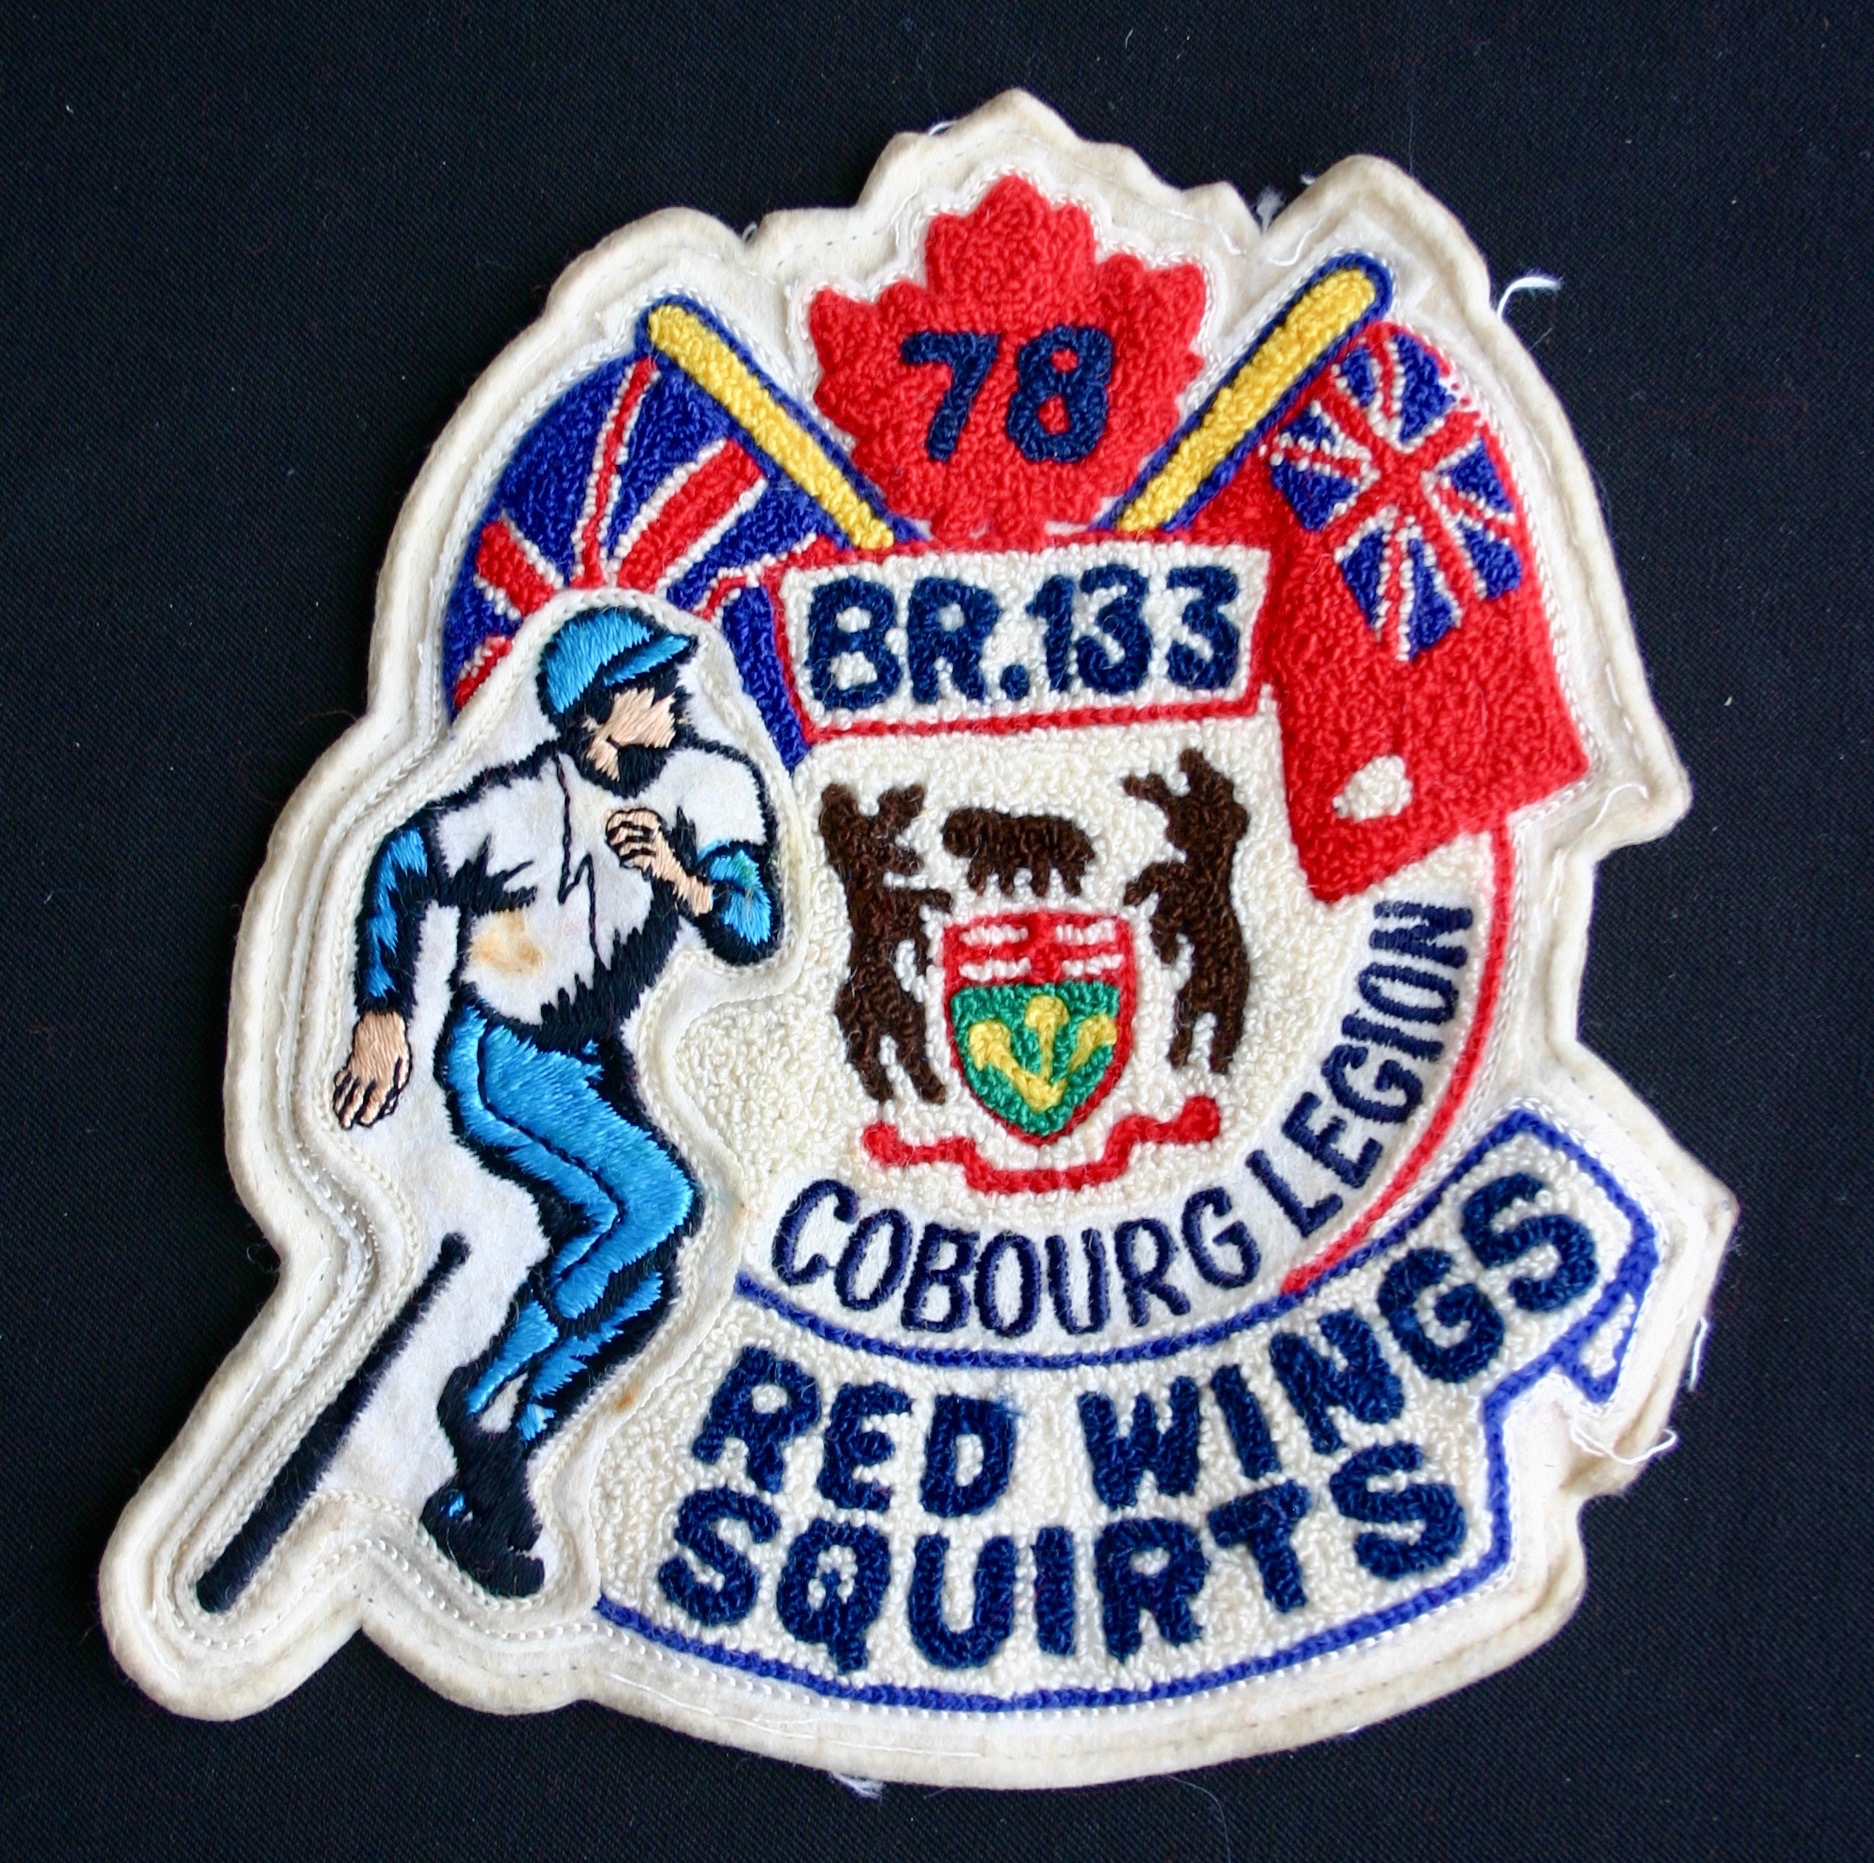 78
BR.133
COBOURG LEGION
RED WINGS
SQUIRTS